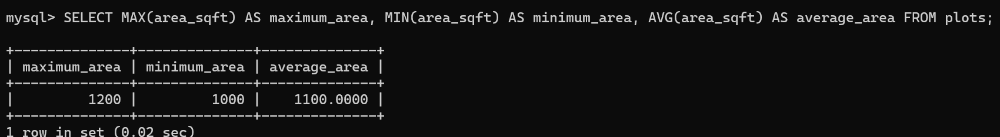 mysql> SELECT MAX(area_sqft) AS maximum_area, MIN(area_sqft) AS minimum_area, AVG(area_sqft) AS average_area FROM plots;
+--------------+--------------+--------------+
| maximum_area | minimum_area | average_area |
+--------------+--------------+--------------+
|         1200 |         1000 |    1100.0000 |
+--------------+--------------+--------------+
1 row in set (0.02 sec)